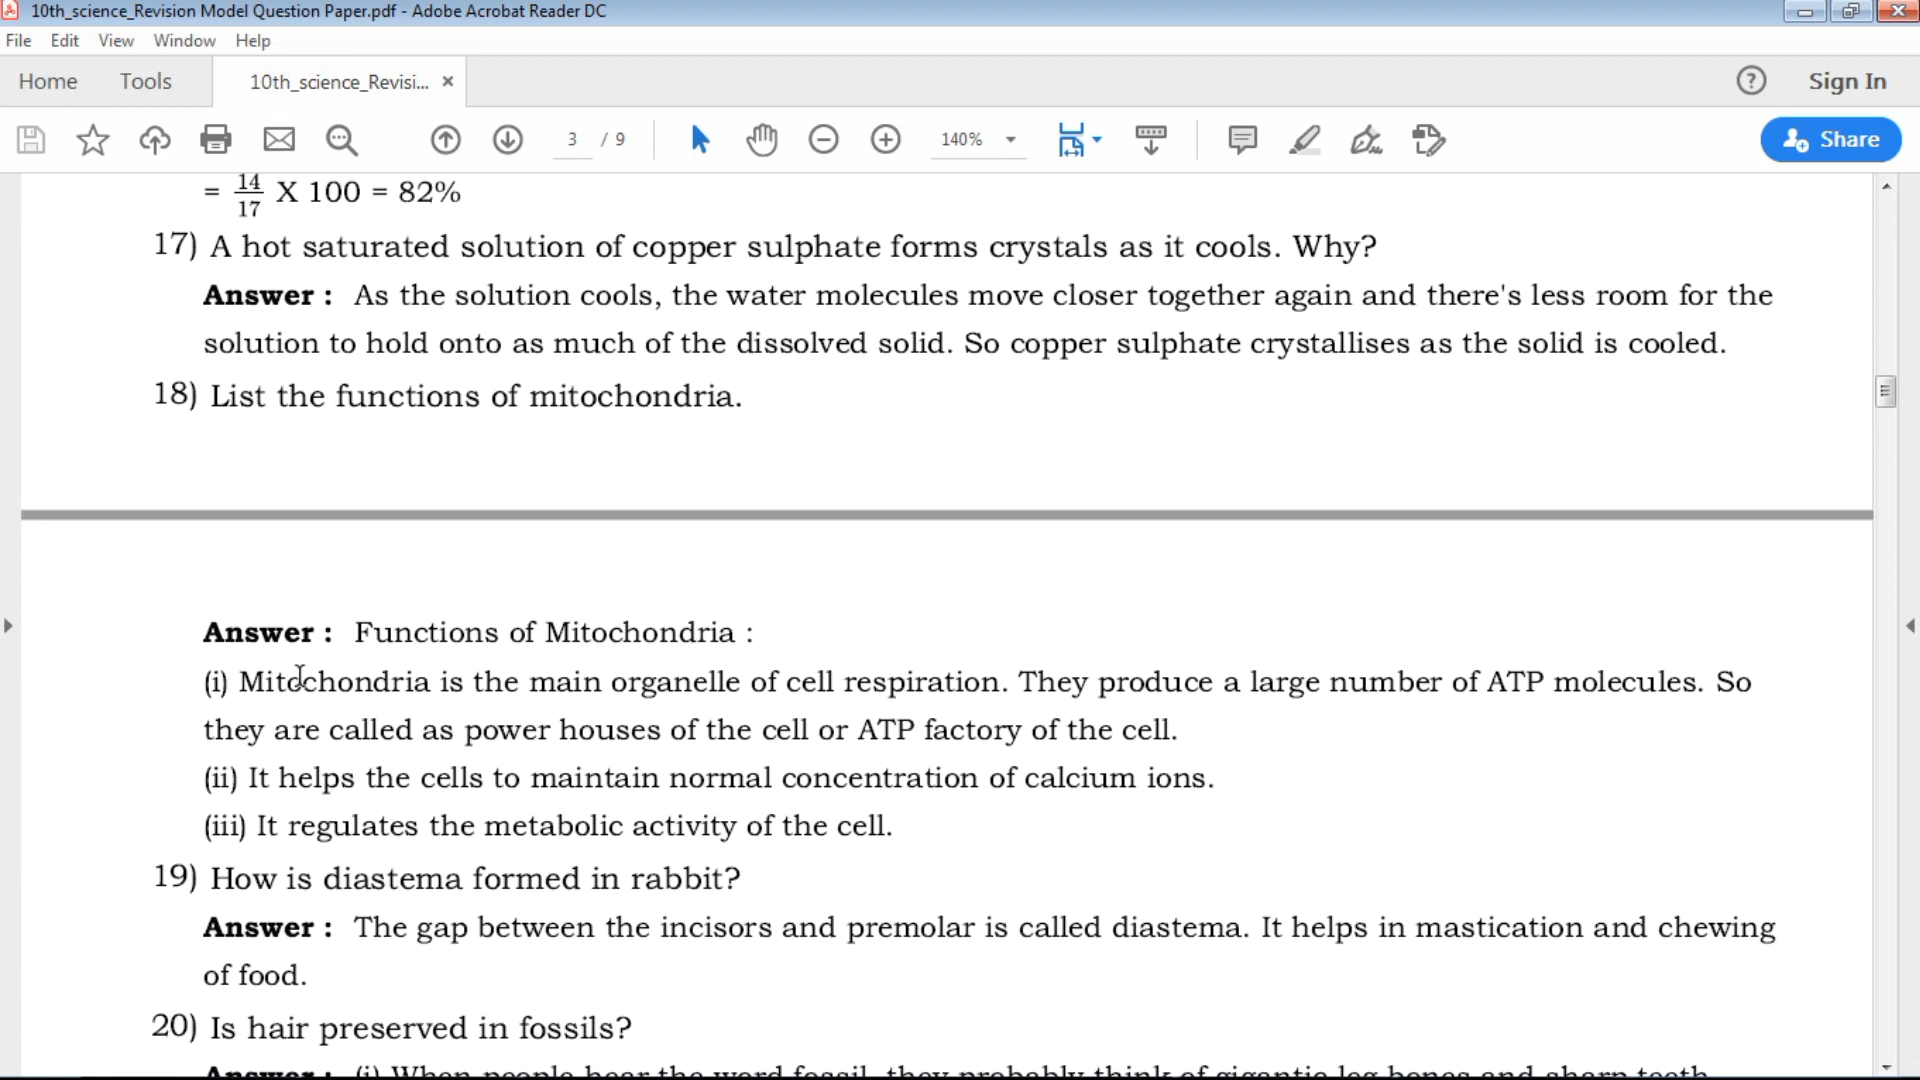 10th_science_Revision Model Question Paper.pdf - Adobe Acrobat Reader DC
File Edit View Window Help
Home Tools 10th_science_Revisi... × Sign In
3 / 9 140% Share
= 14/17 X 100 = 82%
17) A hot saturated solution of copper sulphate forms crystals as it cools. Why?
Answer : As the solution cools, the water molecules move closer together again and there's less room for the
solution to hold onto as much of the dissolved solid. So copper sulphate crystallises as the solid is cooled.
18) List the functions of mitochondria.
Answer : Functions of Mitochondria :
(i) Mitochondria is the main organelle of cell respiration. They produce a large number of ATP molecules. So
they are called as power houses of the cell or ATP factory of the cell.
(ii) It helps the cells to maintain normal concentration of calcium ions.
(iii) It regulates the metabolic activity of the cell.
19) How is diastema formed in rabbit?
Answer : The gap between the incisors and premolar is called diastema. It helps in mastication and chewing
of food.
20) Is hair preserved in fossils?
Answer : (i) When people hear the word fossil, they probably think of gigantic leg bones and sharp teeth